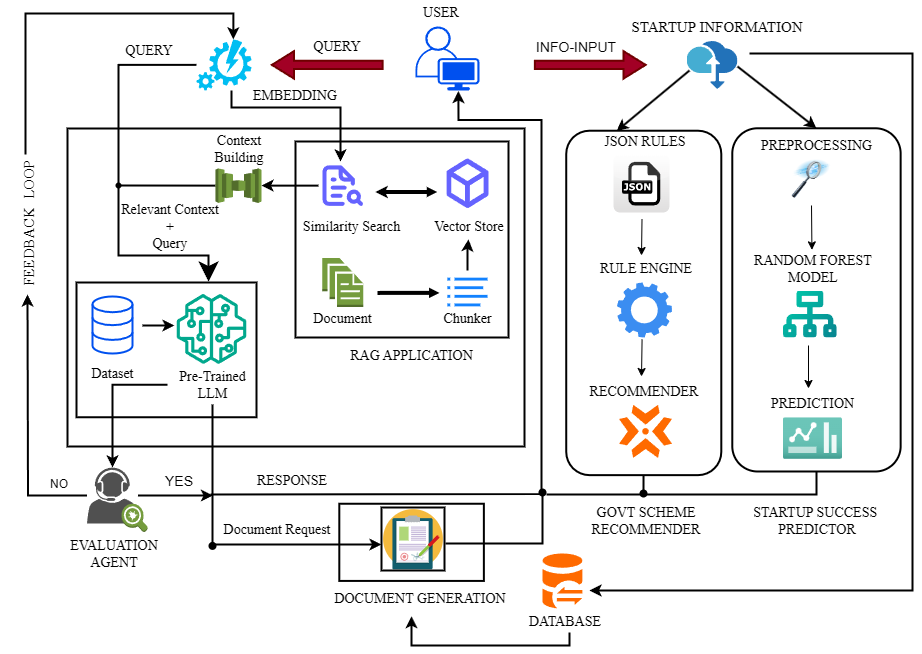 USER
STARTUP INFORMATION
QUERY
QUERY
INFO-INPUT
EMBEDDING
Context
Building
JSON RULES
PREPROCESSING
FEEDBACK LOOP
JSON
Relevant Context
+
Query
Similarity Search
Vector Store
RULE ENGINE
RANDOM FOREST
MODEL
Document
Chunker
RAG APPLICATION
Dataset
Pre-Trained
LLM
RECOMMENDER
PREDICTION
NO
YES
RESPONSE
GOVT SCHEME
RECOMMENDER
STARTUP SUCCESS
PREDICTOR
Document Request
EVALUATION
AGENT
DOCUMENT GENERATION
DATABASE